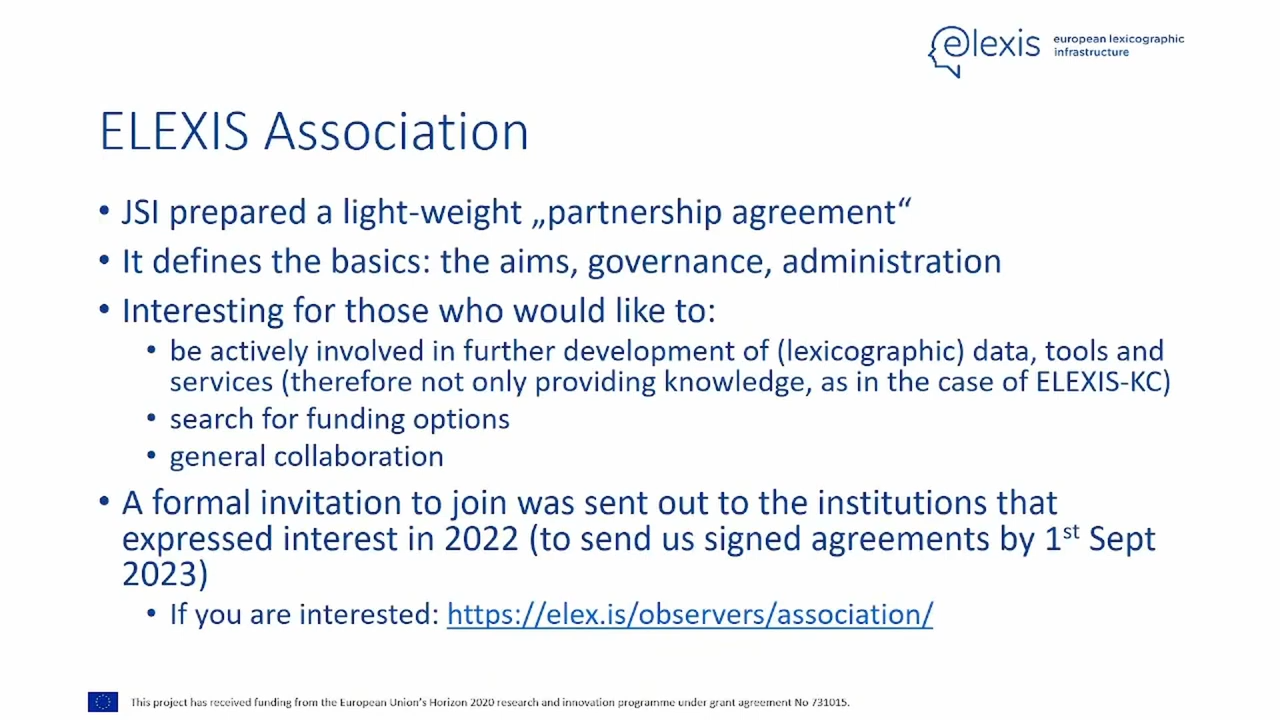 elexis european lexicographic
infrastructure
ELEXIS Association
• JSI prepared a light-weight „partnership agreement“
• It defines the basics: the aims, governance, administration
• Interesting for those who would like to:
• be actively involved in further development of (lexicographic) data, tools and
services (therefore not only providing knowledge, as in the case of ELEXIS-KC)
• search for funding options
• general collaboration
• A formal invitation to join was sent out to the institutions that
expressed interest in 2022 (to send us signed agreements by 1st Sept
2023)
• If you are interested: https://elex.is/observers/association/
This project has received funding from the European Union's Horizon 2020 research and innovation programme under grant agreement No 731015.